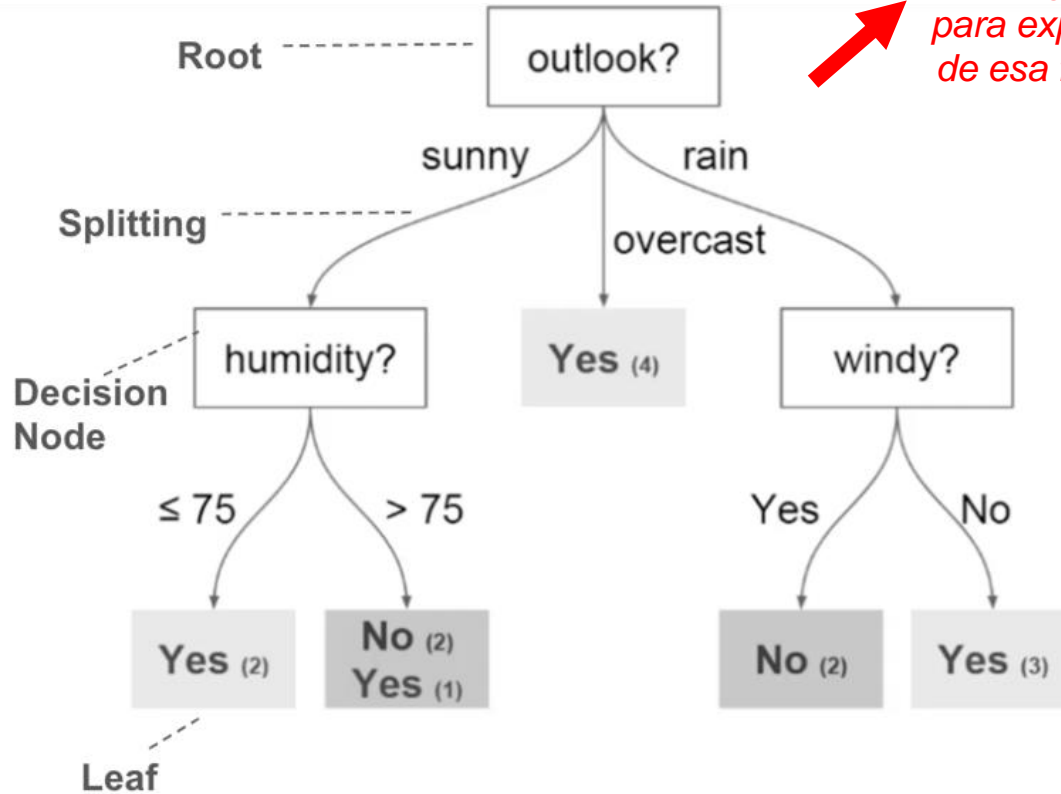 para
de esa
Root
outlook?
sunny
rain
Splitting
overcast
humidity?
Yes (4)
windy?
Decision
Node
≤ 75
> 75
Yes
No
Yes (2)
No (2)
Yes (1)
No (2)
Yes (3)
Leaf